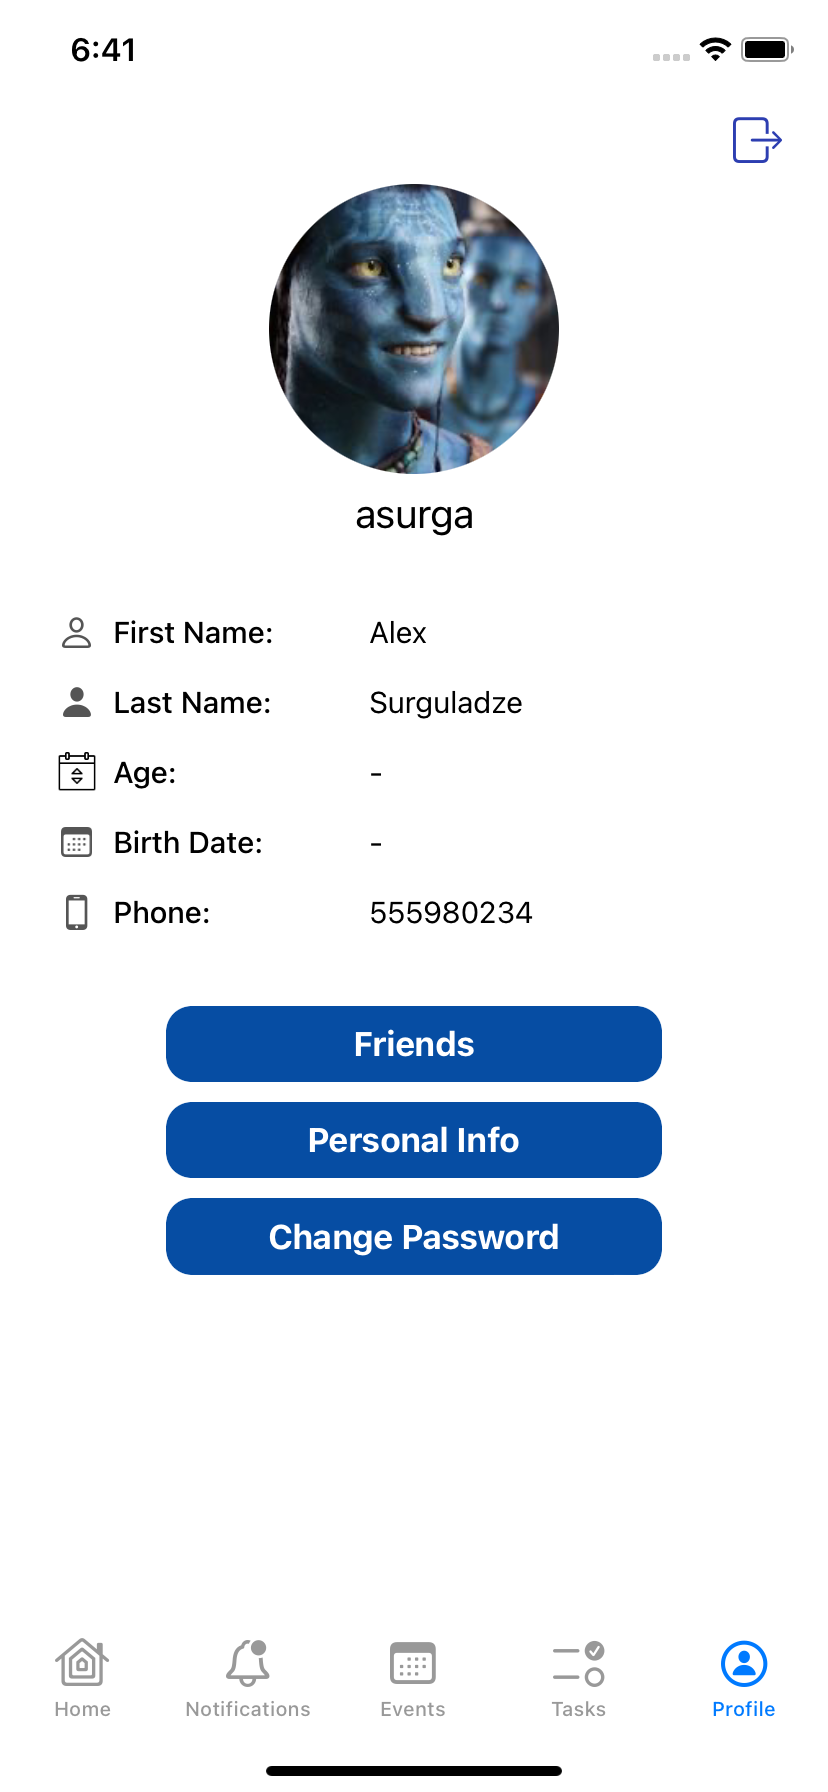 6:41
asurga
First Name: Alex
Last Name: Surguladze
Age: -
Birth Date: -
Phone: 555980234
Friends
Personal Info
Change Password
Home Notifications Events Tasks Profile